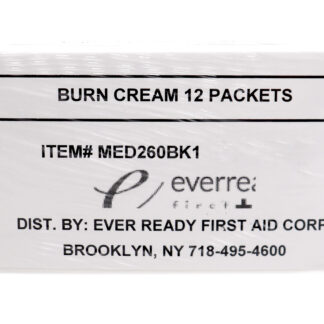 BURN CREAM 12 PACKETS
ITEM# MED260BK1
everrea
first
DIST. BY: EVER READY FIRST AID CORP
BROOKLYN, NY 718-495-4600